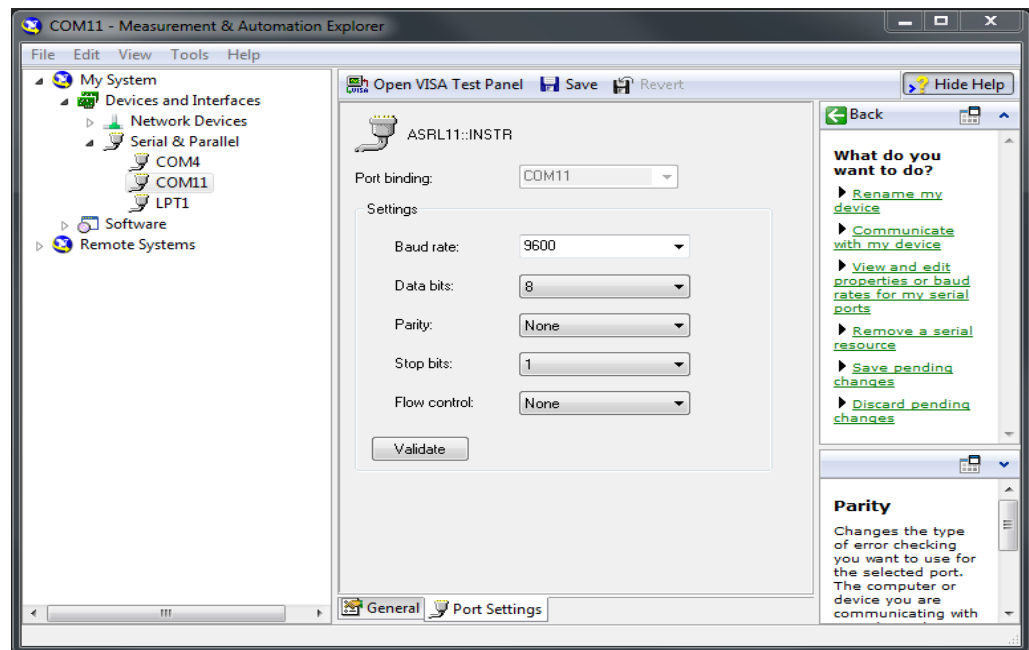 COM11 - Measurement & Automation Explorer
File Edit View Tools Help
My System
Devices and Interfaces
Network Devices
Serial & Parallel
COM4
COM11
LPT1
Software
Remote Systems
Open VISA Test Panel Save Revert
Hide Help
ASRL11::INSTR
Port binding: COM11
Settings
Baud rate: 9600
Data bits: 8
Parity: None
Stop bits: 1
Flow control: None
Validate
General Port Settings
Back
What do you
want to do?
Rename my
device
Communicate
with my device
View and edit
properties or baud
rates for my serial
ports
Remove a serial
resource
Save pending
changes
Discard pending
changes
Parity
Changes the type
of error checking
you want to use for
the selected port.
The computer or
device you are
communicating with